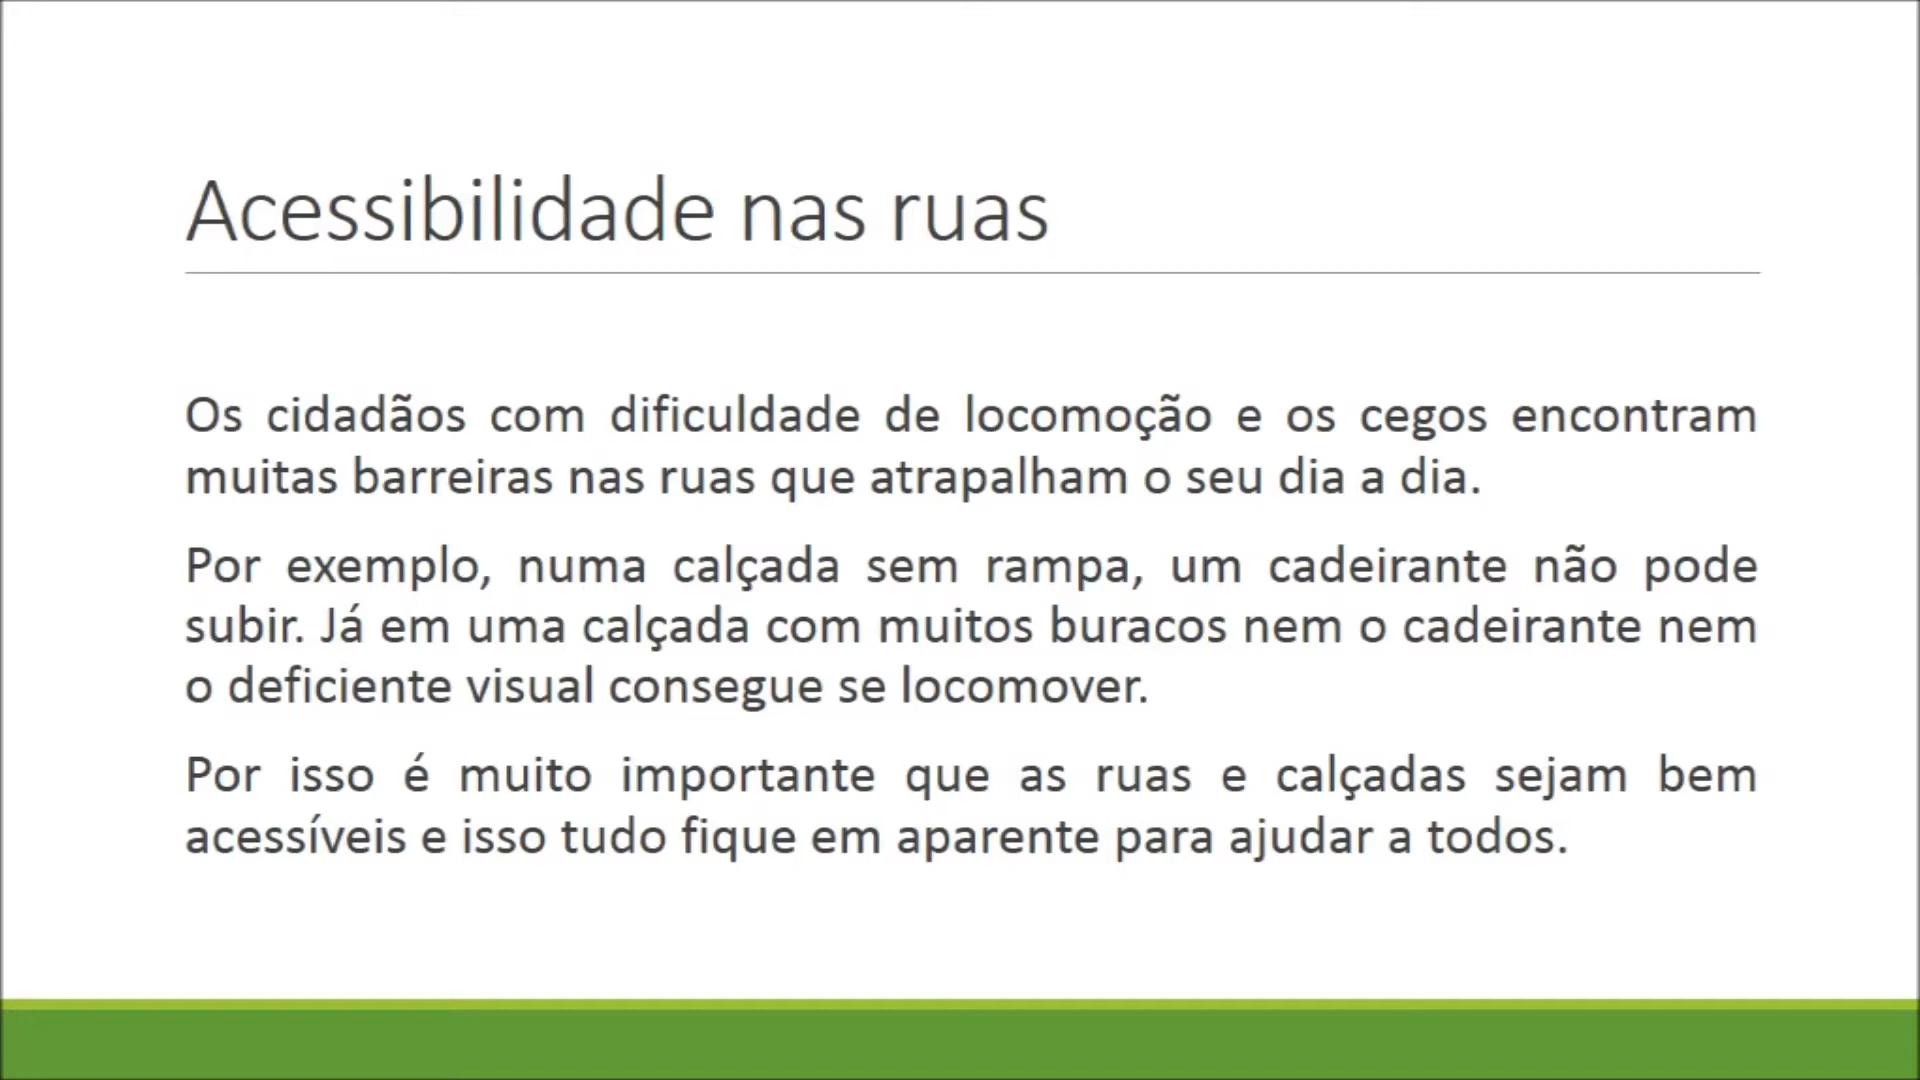 Acessibilidade nas ruas
Os cidadãos com dificuldade de locomoção e os cegos encontram
muitas barreiras nas ruas que atrapalham o seu dia a dia.
Por exemplo, numa calçada sem rampa, um cadeirante não pode
subir. Já em uma calçada com muitos buracos nem o cadeirante nem
o deficiente visual consegue se locomover.
Por isso é muito importante que as ruas e calçadas sejam bem
acessíveis e isso tudo fique em aparente para ajudar a todos.